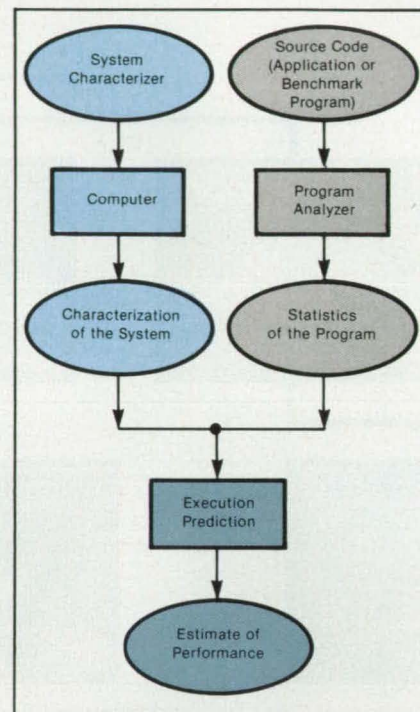 System
Characterizer
Source Code
(Application or
Benchmark
Program)
Computer
Program
Analyzer
Characterization
of the System
Statistics
of the Program
Execution
Prediction
Estimate of
Performance